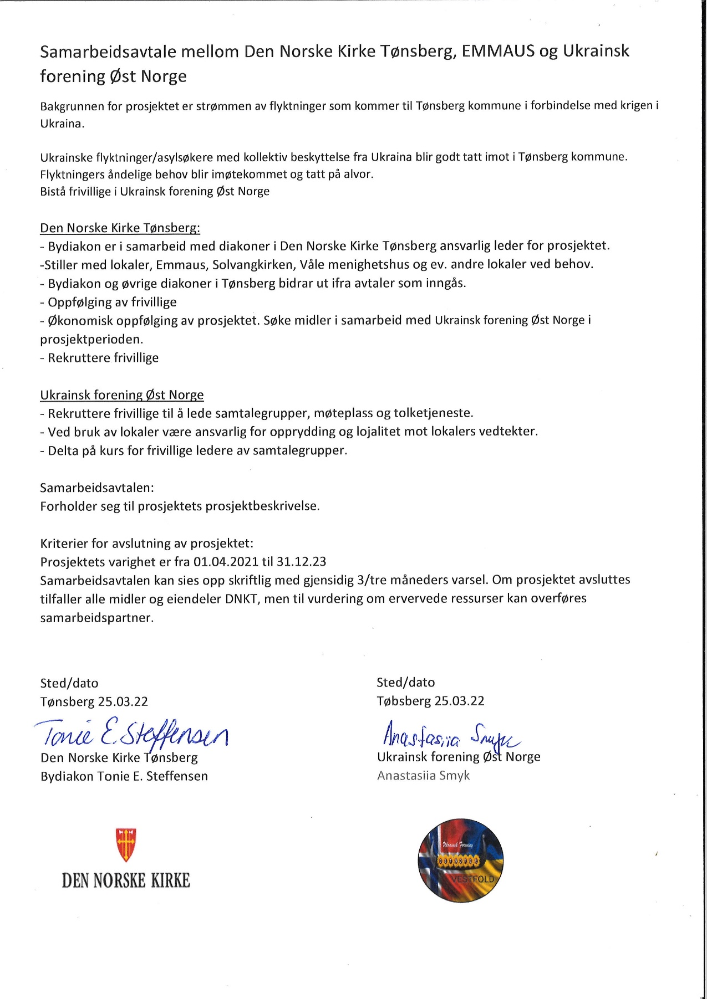 Samarbeidsavtale mellom Den Norske Kirke Tønsberg, EMMAUS og Ukrainsk
forening Øst Norge
Bakgrunnen for prosjektet er strømmen av flyktninger som kommer til Tønsberg kommune i forbindelse med krigen i
Ukraina.
Ukrainske flyktninger/asylsøkere med kollektiv beskyttelse fra Ukraina blir godt tatt imot i Tønsberg kommune.
Flyktningers åndelige behov blir imøtekommet og tatt på alvor.
Bistå frivillige i Ukrainsk forening Øst Norge
Den Norske Kirke Tønsberg:
- Bydiakon er i samarbeid med diakoner i Den Norske Kirke Tønsberg ansvarlig leder for prosjektet.
-Stiller med lokaler, Emmaus, Solvangkirken, Våle menighetshus og ev. andre lokaler ved behov.
- Bydiakon og øvrige diakoner i Tønsberg bidrar ut ifra avtaler som inngås.
- Oppfølging av frivillige
- Økonomisk oppfølging av prosjektet. Søke midler i samarbeid med Ukrainsk forening Øst Norge i
prosjektperioden.
- Rekruttere frivillige
Ukrainsk forening Øst Norge
- Rekruttere frivillige til å lede samtalegrupper, møteplass og tolketjeneste.
- Ved bruk av lokaler være ansvarlig for opprydding og lojalitet mot lokalers vedtekter.
- Delta på kurs for frivillige ledere av samtalegrupper.
Samarbeidsavtalen:
Forholder seg til prosjektets prosjektbeskrivelse.
Kriterier for avslutning av prosjektet:
Prosjektets varighet er fra 01.04.2021 til 31.12.23
Samarbeidsavtalen kan sies opp skriftlig med gjensidig 3/tre måneders varsel. Om prosjektet avsluttes
tilfaller alle midler og eiendeler DNKT, men til vurdering om ervervede ressurser kan overføres
samarbeidspartner.
Sted/dato
Tønsberg 25.03.22
Tonie E. Steffensen
Den Norske Kirke Tønsberg
Bydiakon Tonie E. Steffensen
DEN NORSKE KIRKE
Sted/dato
Tøbsberg 25.03.22
Anastasiia Smyk
Ukrainsk forening Øst Norge
Anastasiia Smyk
Ukrainsk Forening
ØST NORGE
VESTFOLD